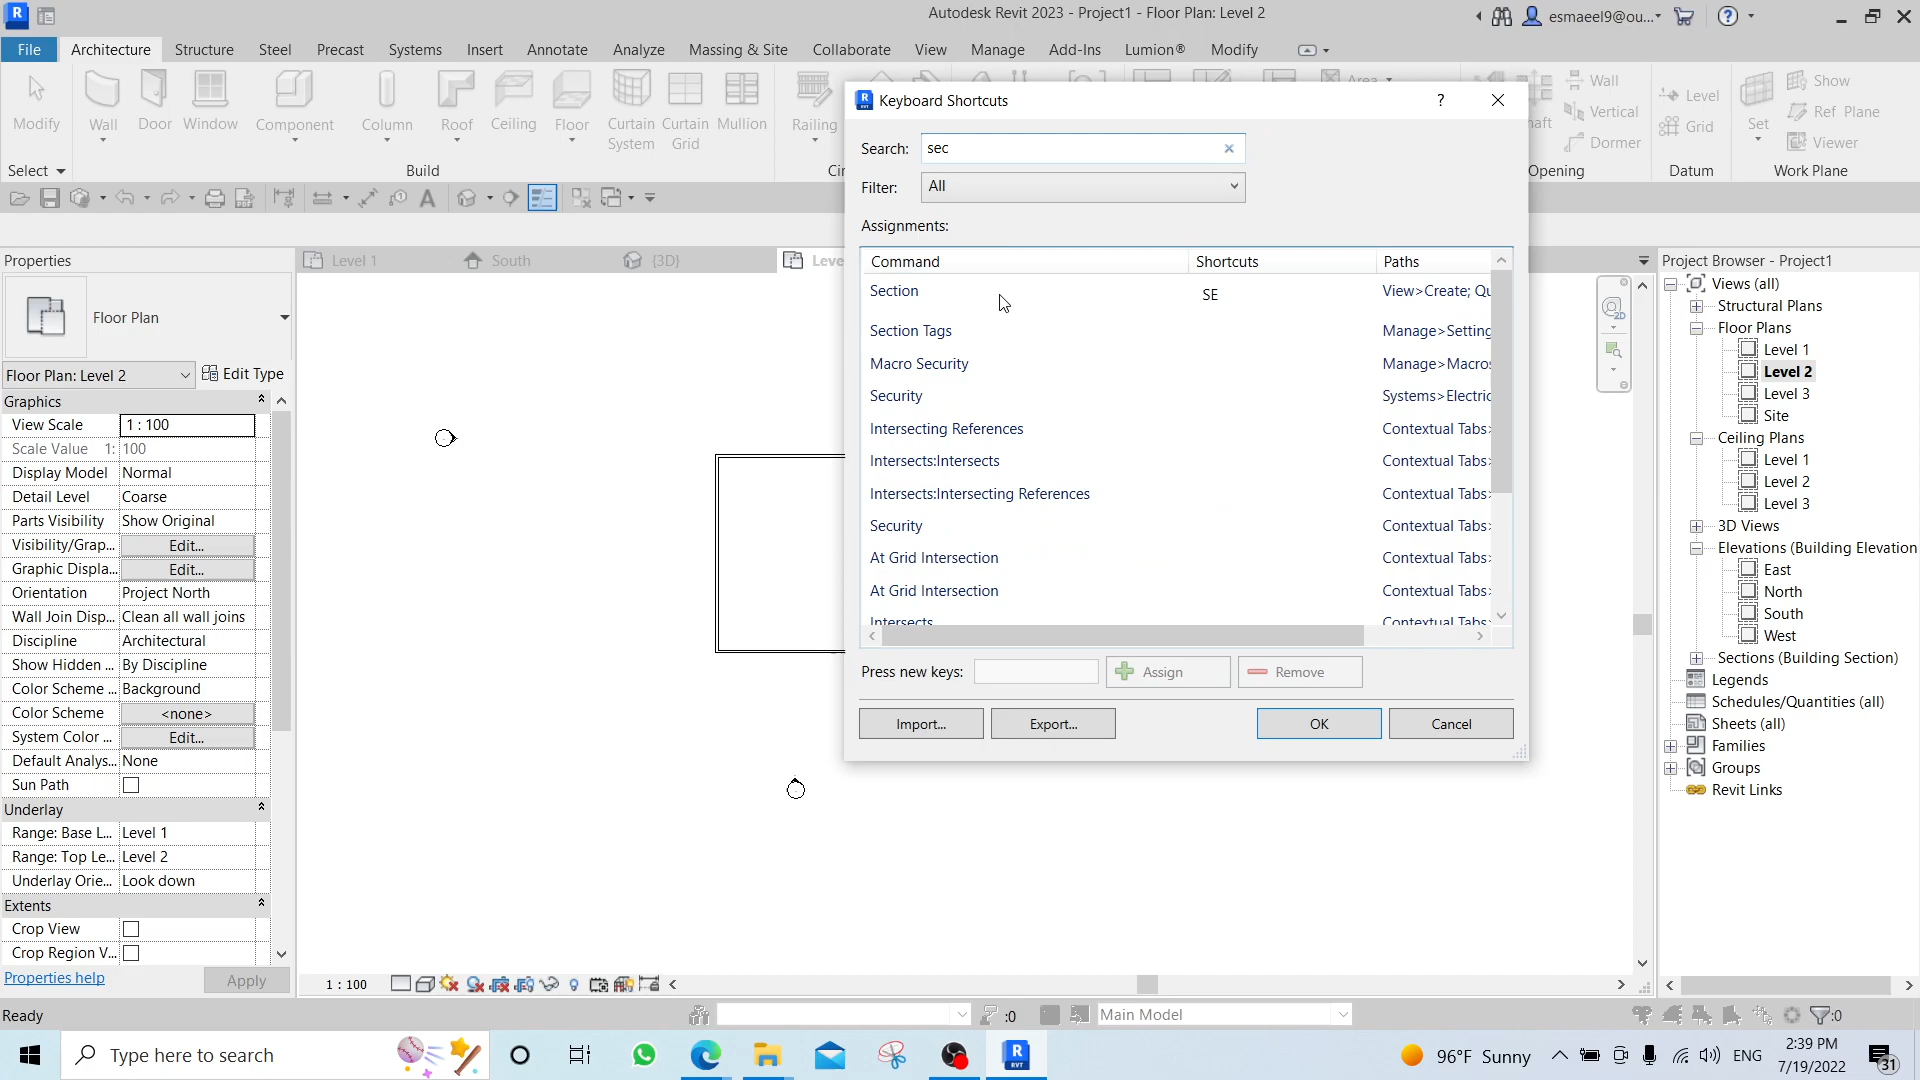 Autodesk Revit 2023 - Project1 - Floor Plan: Level 2
esmaeel9@ou...
File Architecture Structure Steel Precast Systems Insert Annotate Analyze Massing & Site Collaborate View Manage Add-Ins Lumion® Modify
Modify
Wall
Door
Window
Component
Column
Roof
Ceiling
Floor
Curtain System
Curtain Grid
Mullion
Railing
Area
Wall
Vertical
Dormer
Level
Grid
Set
Show
Ref Plane
Viewer
Select
Build
Opening
Datum
Work Plane
Keyboard Shortcuts
Search: sec
Filter: All
Assignments:
Command Shortcuts Paths
Section SE View>Create; Qu
Section Tags Manage>Setting
Macro Security Manage>Macros
Security Systems>Electric
Intersecting References Contextual Tabs>
Intersects:Intersects Contextual Tabs>
Intersects:Intersecting References Contextual Tabs>
Security Contextual Tabs>
At Grid Intersection Contextual Tabs>
At Grid Intersection Contextual Tabs>
Intersects Contextual Tabs>
Press new keys: Assign Remove
Import... Export... OK Cancel
Level 1
South
{3D}
Leve
Properties
Floor Plan
Floor Plan: Level 2 Edit Type
Graphics
View Scale 1 : 100
Scale Value 1: 100
Display Model Normal
Detail Level Coarse
Parts Visibility Show Original
Visibility/Grap... Edit...
Graphic Displa... Edit...
Orientation Project North
Wall Join Disp... Clean all wall joins
Discipline Architectural
Show Hidden ... By Discipline
Color Scheme ... Background
Color Scheme <none>
System Color ... Edit...
Default Analys... None
Sun Path
Underlay
Range: Base L... Level 1
Range: Top Le... Level 2
Underlay Orie... Look down
Extents
Crop View
Crop Region V...
Properties help Apply
Project Browser - Project1
Views (all)
Structural Plans
Floor Plans
Level 1
Level 2
Level 3
Site
Ceiling Plans
Level 1
Level 2
Level 3
3D Views
Elevations (Building Elevation
East
North
South
West
Sections (Building Section)
Legends
Schedules/Quantities (all)
Sheets (all)
Families
Groups
Revit Links
1 : 100
Ready
:0
Main Model
:0
Type here to search
96°F Sunny
ENG
2:39 PM
7/19/2022
31